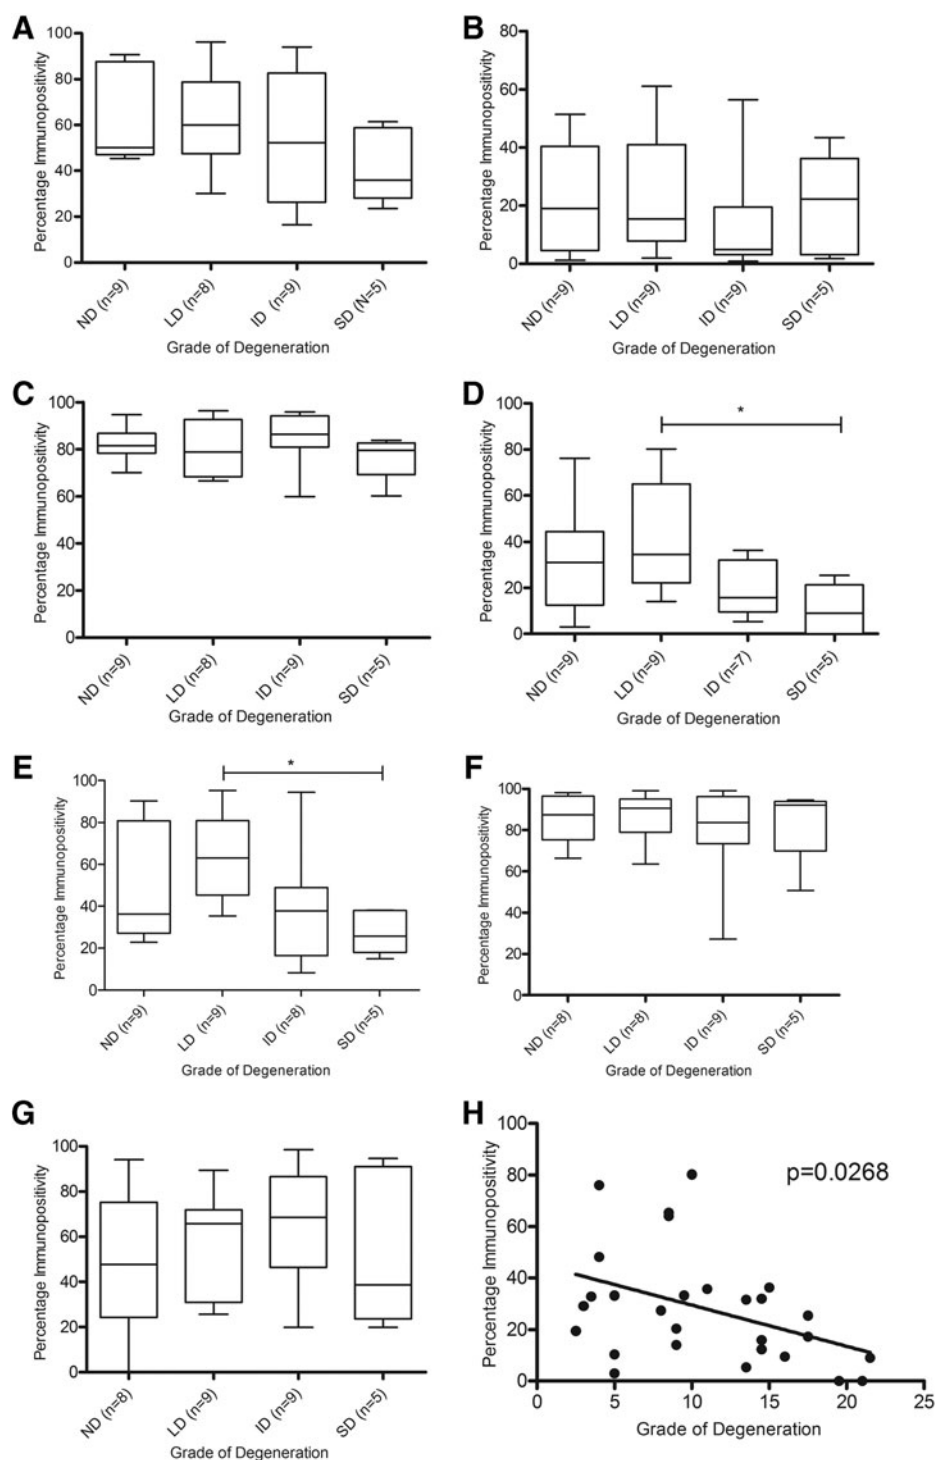 A
Percentage Immunopositivity
100
80
60
40
20
0
ND (n=9)
LD (n=8)
ID (n=9)
SD (N=5)
Grade of Degeneration
B
Percentage Immunopositivity
80
60
40
20
0
ND (n=9)
LD (n=9)
ID (n=9)
SD (n=5)
Grade of Degeneration
C
Percentage Immunopositivity
100
80
60
40
20
0
ND (n=9)
LD (n=8)
ID (n=9)
SD (n=5)
Grade of Degeneration
D
Percentage Immunopositivity
100
80
60
40
20
0
*
ND (n=9)
LD (n=9)
ID (n=7)
SD (n=5)
Grade of Degeneration
E
Percentage Immunopositivity
100
80
60
40
20
0
*
ND (n=9)
LD (n=9)
ID (n=8)
SD (n=5)
Grade of Degeneration
F
Percentage Immunopositivity
100
80
60
40
20
0
ND (n=8)
LD (n=8)
ID (n=9)
SD (n=5)
Grade of Degeneration
G
Percentage Immunopositivity
100
80
60
40
20
0
ND (n=8)
LD (n=9)
ID (n=9)
SD (n=5)
Grade of Degeneration
H
Percentage Immunopositivity
100
80
60
40
20
0
p=0.0268
0 5 10 15 20 25
Grade of Degeneration